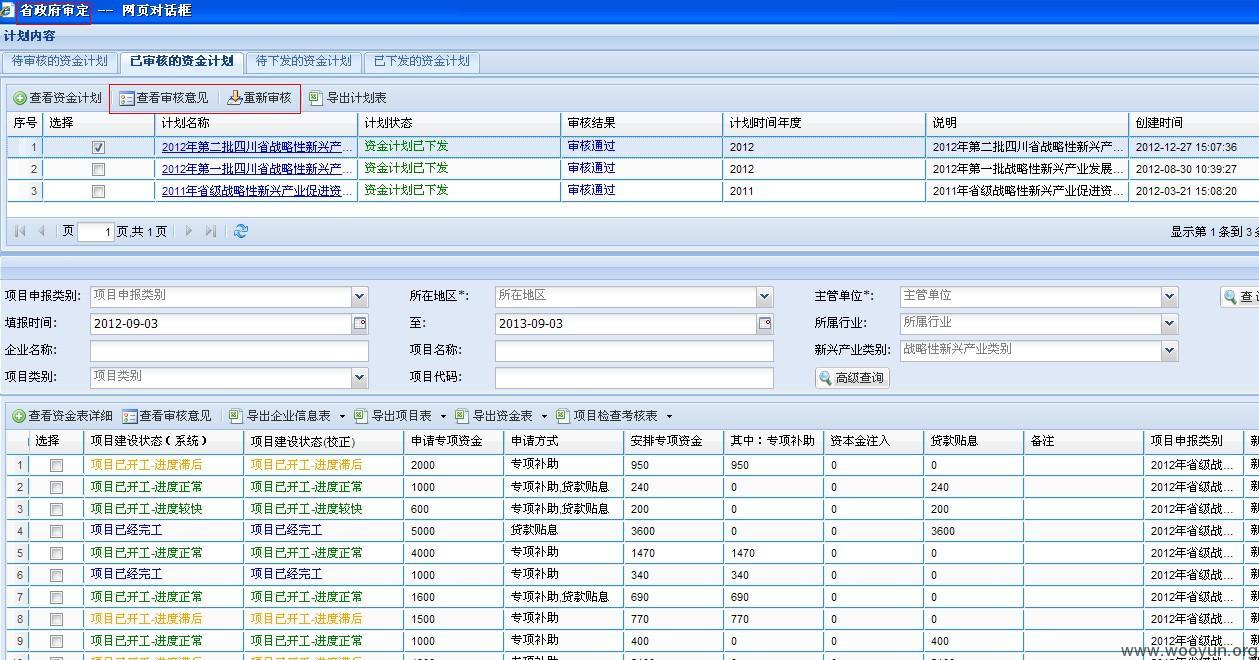 省政府审定 -- 网页对话框
计划内容
待审核的资金计划 已审核的资金计划 待下发的资金计划 已下发的资金计划
查看资金计划 查看审核意见 重新审核 导出计划表
序号 选择 计划名称 计划状态 审核结果 计划时间年度 说明 创建时间
1 2012年第二批四川省战略性新兴产... 资金计划已下发 审核通过 2012 2012年第二批四川省战略性新兴产... 2012-12-27 15:07:36
2 2012年第一批四川省战略性新兴产... 资金计划已下发 审核通过 2012 2012年第一批战略性新兴产业发展... 2012-08-30 10:39:27
3 2011年省级战略性新兴产业促进资... 资金计划已下发 审核通过 2011 2011年省级战略性新兴产业促进资... 2012-03-21 15:08:20
页 1 页,共 1 页 显示第 1 条到 3
项目申报类别: 项目申报类别 所在地区*: 所在地区 主管单位*: 主管单位 查
填报时间: 2012-09-03 至: 2013-09-03 所属行业: 所属行业
企业名称: 项目名称: 新兴产业类别: 战略性新兴产业类别
项目类别: 项目类别 项目代码: 高级查询
查看资金表详细 查看审核意见 导出企业信息表 导出项目表 导出资金表 项目检查考核表
选择 项目建设状态(系统) 项目建设状态(校正) 申请专项资金 申请方式 安排专项资金 其中:专项补助 资本金注入 贷款贴息 备注 项目申报类别 新
1 项目已开工-进度滞后 项目已开工-进度滞后 2000 专项补助 950 950 0 0 2012年省级战... 新
2 项目已开工-进度正常 项目已开工-进度正常 1000 专项补助,贷款贴息 240 0 0 240 2012年省级战... 新
3 项目已开工-进度较快 项目已开工-进度较快 600 专项补助,贷款贴息 200 0 0 200 2012年省级战... 新
4 项目已经完工 项目已经完工 5000 贷款贴息 3600 0 0 3600 2012年省级战... 新
5 项目已开工-进度正常 项目已开工-进度正常 4000 专项补助 1470 1470 0 0 2012年省级战... 新
6 项目已经完工 项目已经完工 1000 专项补助 340 340 0 0 2012年省级战... 新
7 项目已开工-进度正常 项目已开工-进度正常 1600 专项补助,贷款贴息 690 690 0 0 2012年省级战... 新
8 项目已开工-进度滞后 项目已开工-进度滞后 1500 专项补助 770 770 0 0 2012年省级战... 新
9 项目已开工-进度正常 项目已开工-进度正常 1000 专项补助 400 0 0 400 2012年省级战... 新
www.wooyun.org